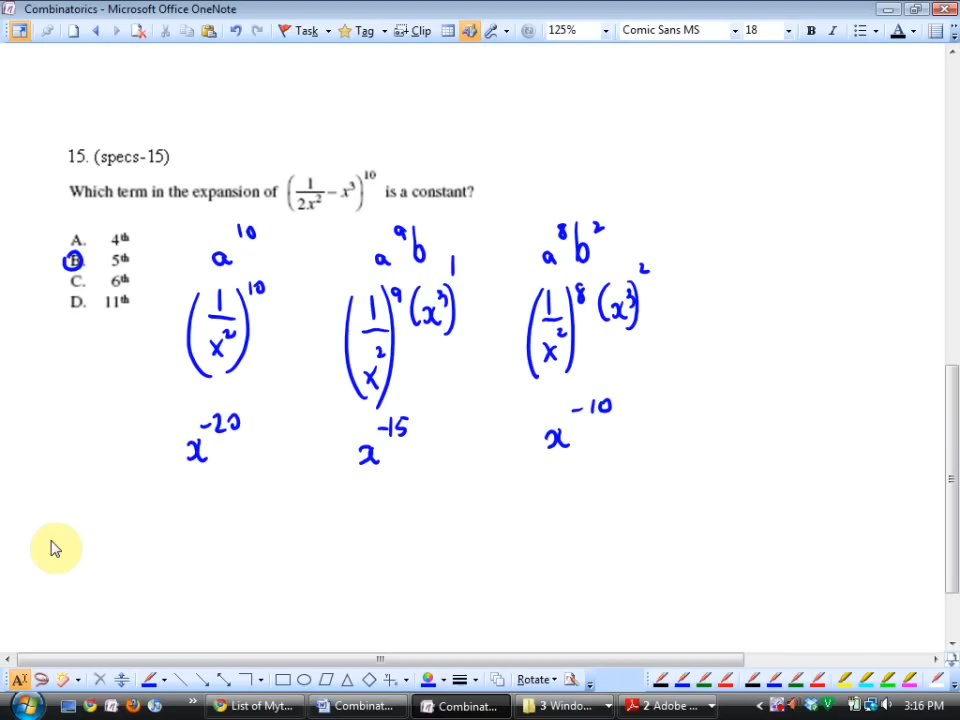 Combinatorics - Microsoft Office OneNote
Task Tag Clip 125% Comic Sans MS 18 B I A
15. (specs-15)
Which term in the expansion of (1/2x² − x³)¹⁰ is a constant?
A. 4th
B. 5th
C. 6th
D. 11th
a¹⁰ a⁹b¹ a⁸b²
(1/x²)¹⁰ (1/x²)⁹(x³)¹ (1/x²)⁸(x³)²
x⁻²⁰ x⁻¹⁵ x⁻¹⁰
A Rotate
List of Myt... Combinat... Combinat... 3 Windo... 2 Adobe ... 3:16 PM